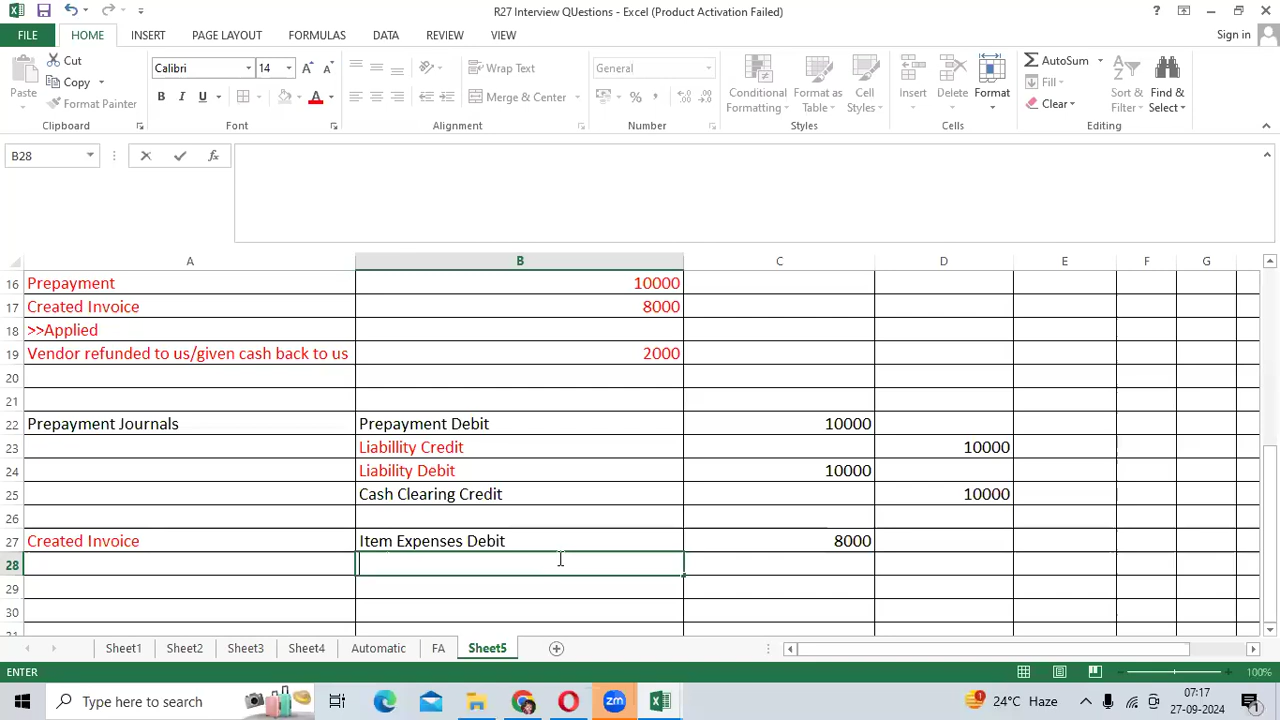 R27 Interview QUestions - Excel (Product Activation Failed)
?
FILE HOME INSERT PAGE LAYOUT FORMULAS DATA REVIEW VIEW Sign in
Paste Cut Copy Format Painter Clipboard
Calibri 14 A A B I U A Font
Wrap Text Merge & Center Alignment
General % , Number
Conditional Formatting Format as Table Cell Styles Styles
Insert Delete Format Cells
AutoSum Fill Clear Sort & Filter Find & Select Editing
B28 fx
A B C D E F G
16 Prepayment 10000
17 Created Invoice 8000
18 >>Applied
19 Vendor refunded to us/given cash back to us 2000
20
21
22 Prepayment Journals Prepayment Debit 10000
23 Liabillity Credit 10000
24 Liability Debit 10000
25 Cash Clearing Credit 10000
26
27 Created Invoice Item Expenses Debit 8000
28
29
30
31
Sheet1 Sheet2 Sheet3 Sheet4 Automatic FA Sheet5
ENTER 100%
Type here to search zm 1 24°C Haze 07:17
27-09-2024 1